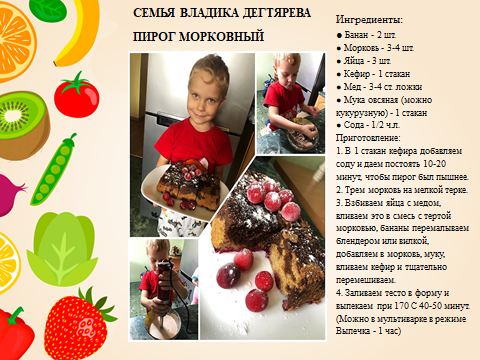 СЕМЬЯ ВЛАДИКА ДЕГТЯРЕВА
ПИРОГ МОРКОВНЫЙ
Ингредиенты:
● Банан - 2 шт.
● Морковь - 3-4 шт.
● Яйца - 3 шт.
● Кефир - 1 стакан
● Мед - 3-4 ст. ложки
● Мука овсяная (можно
кукурузную) - 1 стакан
● Сода - 1/2 ч.л.
Приготовление:
1. В 1 стакан кефира добавляем
соду и даем постоять 10-20
минут, чтобы пирог был пышнее.
2. Трем морковь на мелкой терке.
3. Взбиваем яйца с медом,
вливаем это в смесь с тертой
морковью, бананы перемалываем
блендером или вилкой,
добавляем в морковь, муку,
вливаем кефир и тщательно
перемешиваем.
4. Заливаем тесто в форму и
выпекаем при 170 С 40-50 минут.
(Можно в мультиварке в режиме
Выпечка - 1 час)